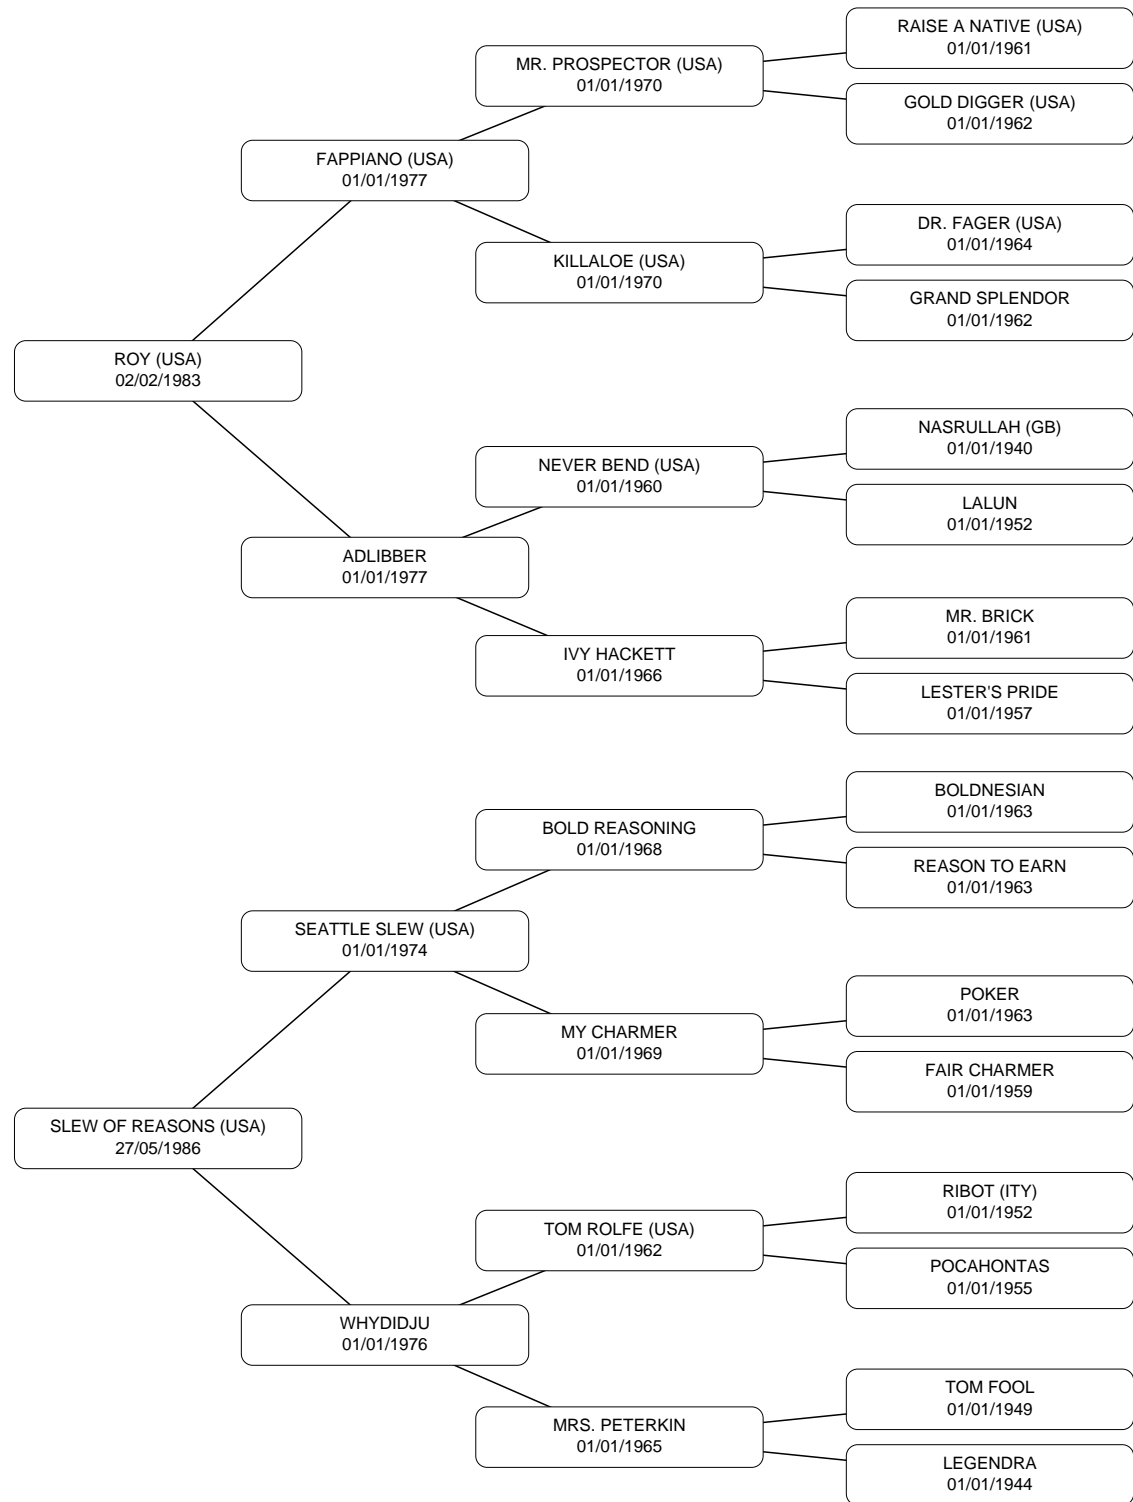 RAISE A NATIVE (USA)
01/01/1961
MR. PROSPECTOR (USA)
01/01/1970
GOLD DIGGER (USA)
01/01/1962
FAPPIANO (USA)
01/01/1977
DR. FAGER (USA)
01/01/1964
KILLALOE (USA)
01/01/1970
GRAND SPLENDOR
01/01/1962
ROY (USA)
02/02/1983
NASRULLAH (GB)
01/01/1940
NEVER BEND (USA)
01/01/1960
LALUN
01/01/1952
ADLIBBER
01/01/1977
MR. BRICK
01/01/1961
IVY HACKETT
01/01/1966
LESTER'S PRIDE
01/01/1957
BOLDNESIAN
01/01/1963
BOLD REASONING
01/01/1968
REASON TO EARN
01/01/1963
SEATTLE SLEW (USA)
01/01/1974
POKER
01/01/1963
MY CHARMER
01/01/1969
FAIR CHARMER
01/01/1959
SLEW OF REASONS (USA)
27/05/1986
RIBOT (ITY)
01/01/1952
TOM ROLFE (USA)
01/01/1962
POCAHONTAS
01/01/1955
WHYDIDJU
01/01/1976
TOM FOOL
01/01/1949
MRS. PETERKIN
01/01/1965
LEGENDRA
01/01/1944